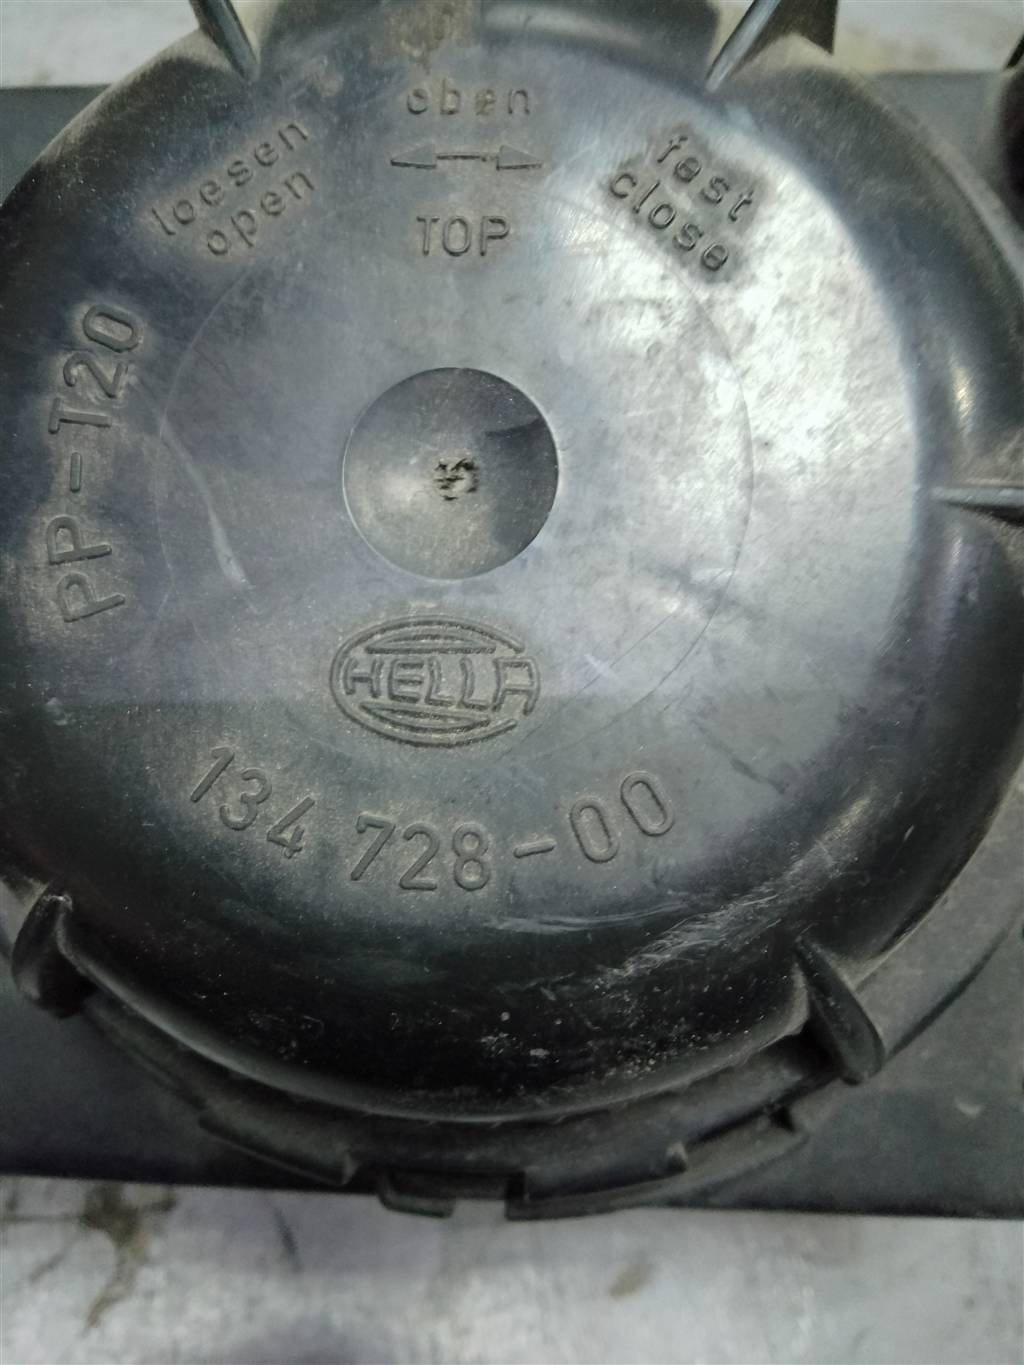 oben
TOP
loesen
open
fest
close
PP-T20
HELLA
134 728-00